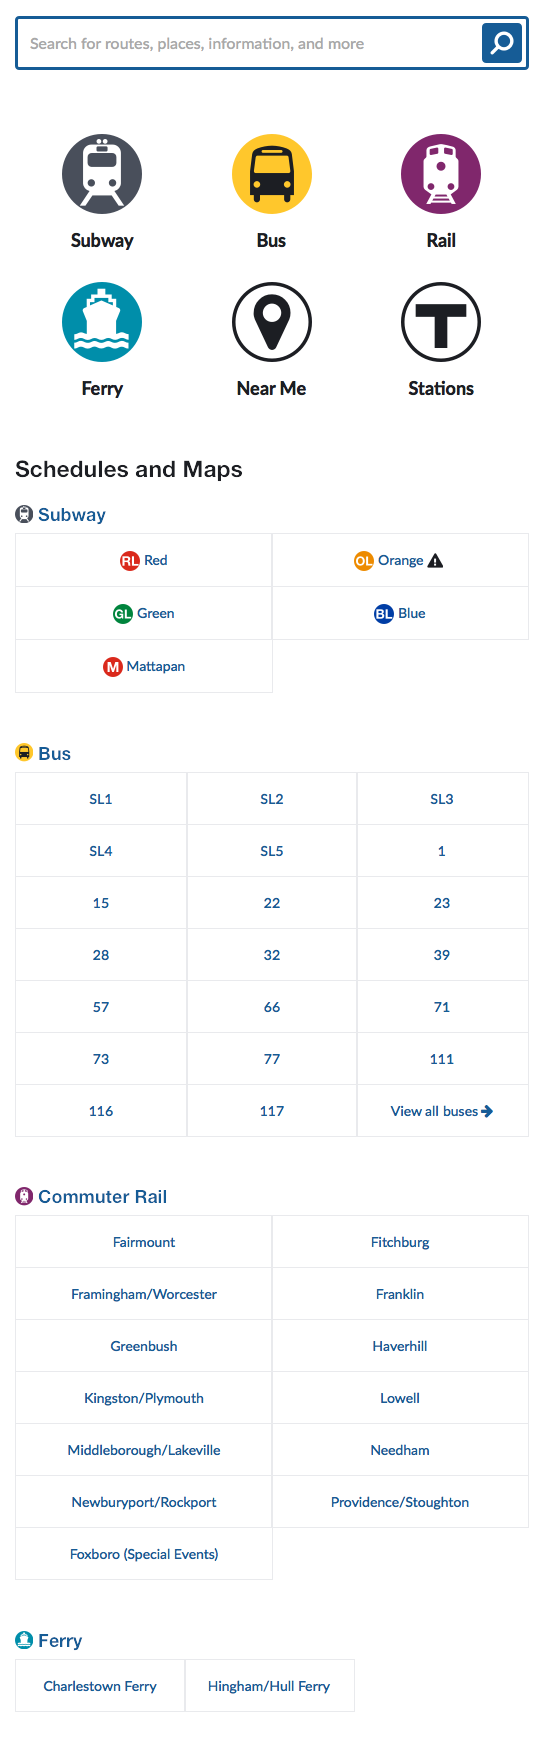 Search for routes, places, information, and more
Subway
Bus
Rail
Ferry
Near Me
T
Stations
Schedules and Maps
Subway
RL Red
OL Orange
GL Green
BL Blue
M Mattapan
Bus
SL1
SL2
SL3
SL4
SL5
1
15
22
23
28
32
39
57
66
71
73
77
111
116
117
View all buses
Commuter Rail
Fairmount
Fitchburg
Framingham/Worcester
Franklin
Greenbush
Haverhill
Kingston/Plymouth
Lowell
Middleborough/Lakeville
Needham
Newburyport/Rockport
Providence/Stoughton
Foxboro (Special Events)
Ferry
Charlestown Ferry
Hingham/Hull Ferry